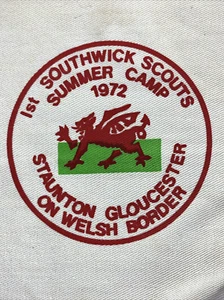 1st SOUTHWICK SCOUTS
SUMMER CAMP
1972
STAUNTON GLOUCESTER
ON WELSH BORDER